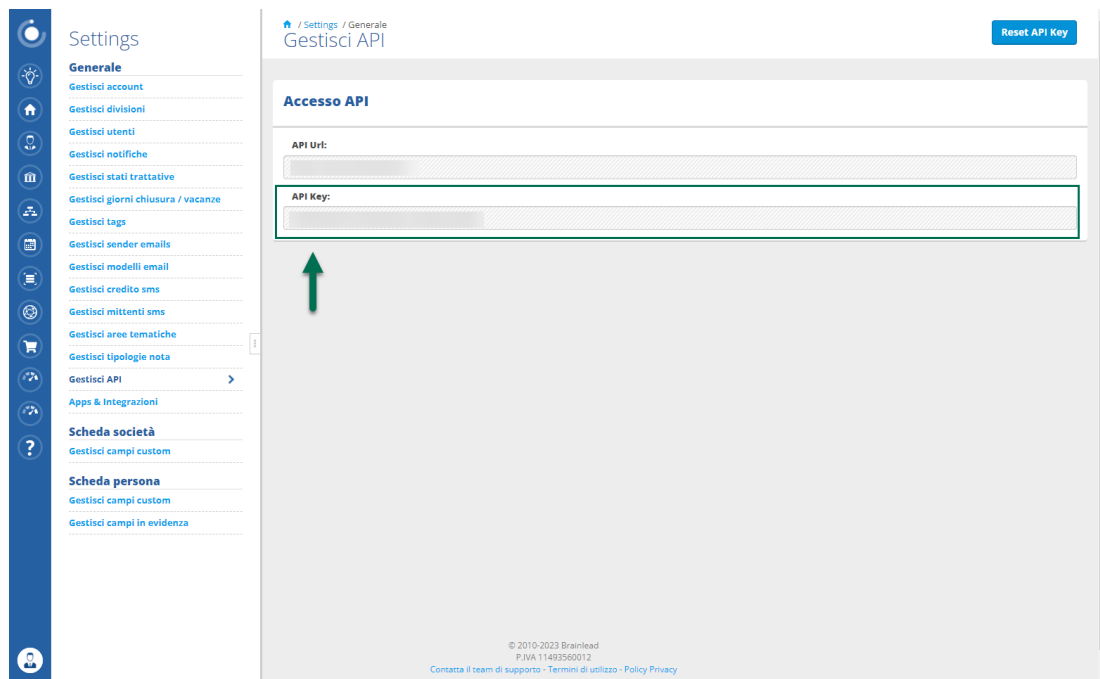 Settings
Generale
Gestisci account
Gestisci divisioni
Gestisci utenti
Gestisci notifiche
Gestisci stati trattative
Gestisci giorni chiusura / vacanze
Gestisci tags
Gestisci sender emails
Gestisci modelli email
Gestisci credito sms
Gestisci mittenti sms
Gestisci aree tematiche
Gestisci tipologie nota
Gestisci API
Apps & Integrazioni
Scheda società
Gestisci campi custom
Scheda persona
Gestisci campi custom
Gestisci campi in evidenza
/ Settings / Generale
Gestisci API
Reset API Key
Accesso API
API Url:
API Key:
© 2010-2023 Brainlead
P.IVA 11493560012
Contatta il team di supporto - Termini di utilizzo - Policy Privacy